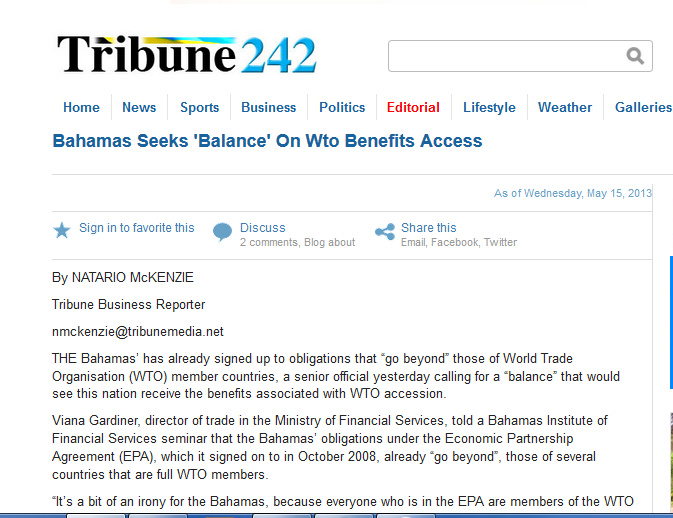 Tribune 242
Home News Sports Business Politics Editorial Lifestyle Weather Galleries
Bahamas Seeks 'Balance' On Wto Benefits Access
As of Wednesday, May 15, 2013
Sign in to favorite this
Discuss
2 comments, Blog about
Share this
Email, Facebook, Twitter
By NATARIO McKENZIE
Tribune Business Reporter
nmckenzie@tribunemedia.net
THE Bahamas’ has already signed up to obligations that “go beyond” those of World Trade
Organisation (WTO) member countries, a senior official yesterday calling for a “balance” that would
see this nation receive the benefits associated with WTO accession.
Viana Gardiner, director of trade in the Ministry of Financial Services, told a Bahamas Institute of
Financial Services seminar that the Bahamas’ obligations under the Economic Partnership
Agreement (EPA), which it signed on to in October 2008, already “go beyond”, those of several
countries that are full WTO members.
“It’s a bit of an irony for the Bahamas, because everyone who is in the EPA are members of the WTO